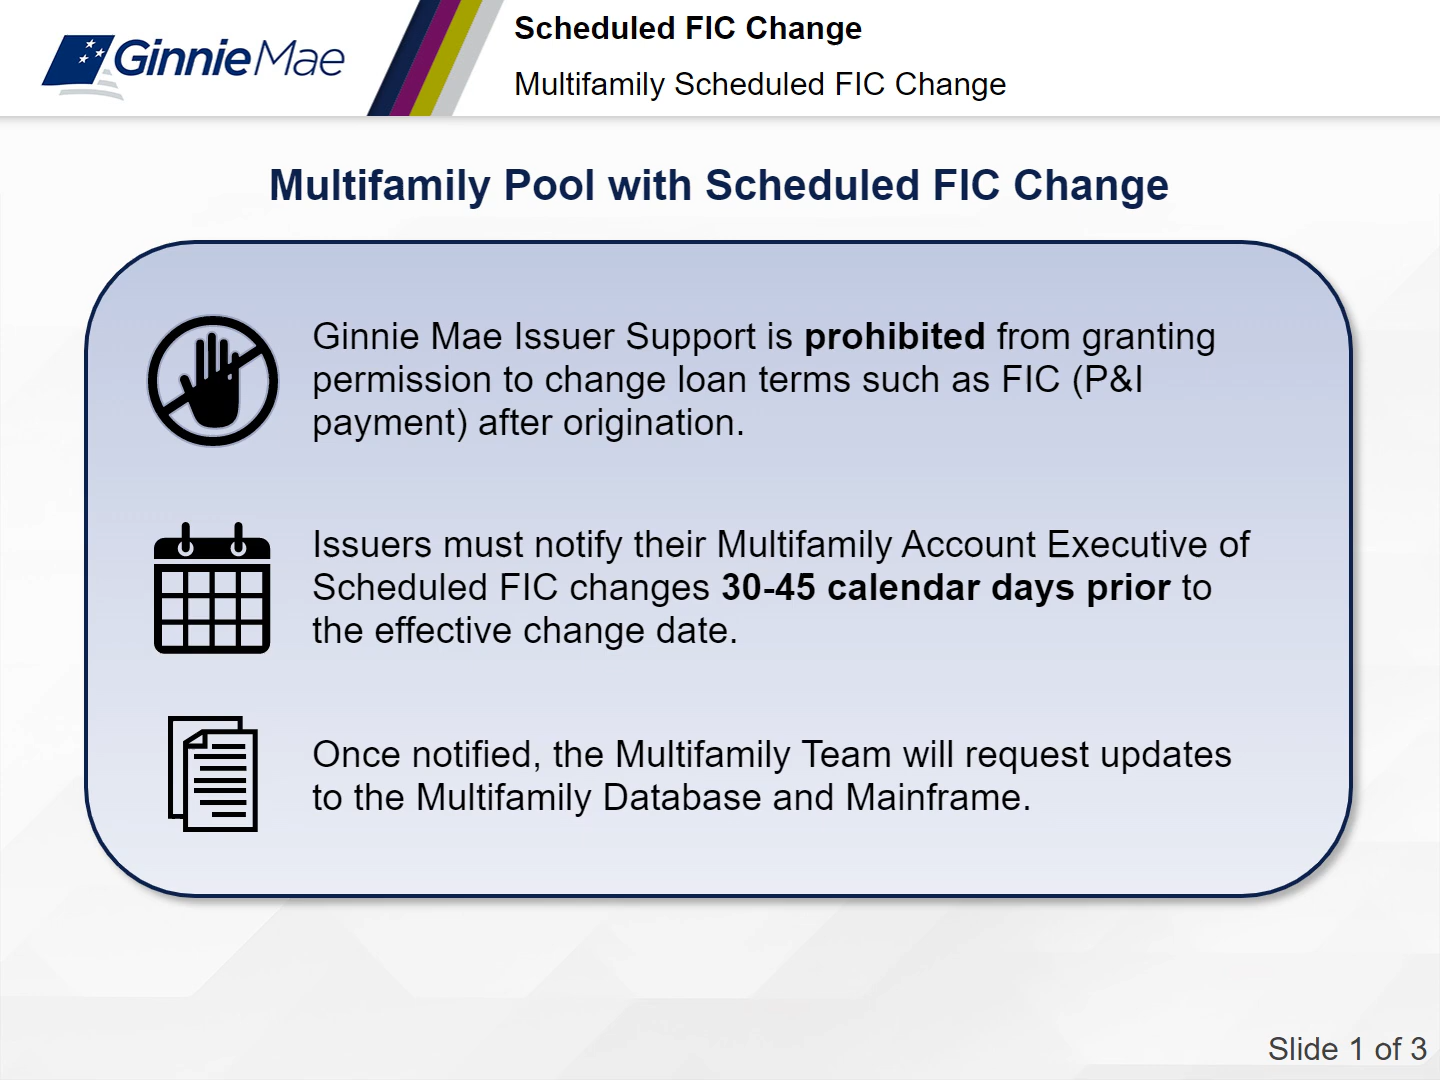 GinnieMae
Scheduled FIC Change
Multifamily Scheduled FIC Change
Multifamily Pool with Scheduled FIC Change
Ginnie Mae Issuer Support is prohibited from granting
permission to change loan terms such as FIC (P&I
payment) after origination.
Issuers must notify their Multifamily Account Executive of
Scheduled FIC changes 30-45 calendar days prior to
the effective change date.
Once notified, the Multifamily Team will request updates
to the Multifamily Database and Mainframe.
Slide 1 of 3